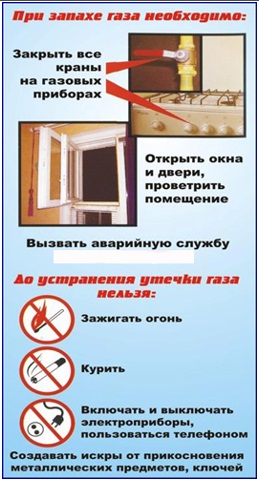 При запахе газа необходимо:
Закрыть все
краны
на газовых
приборах
Открыть окна
и двери,
проветрить
помещение
Вызвать аварийную службу
До устранения утечки газа
нельзя:
Зажигать огонь
Курить
Включать и выключать
электроприборы,
пользоваться телефоном
Создавать искры от прикосновения
металлических предметов, ключей